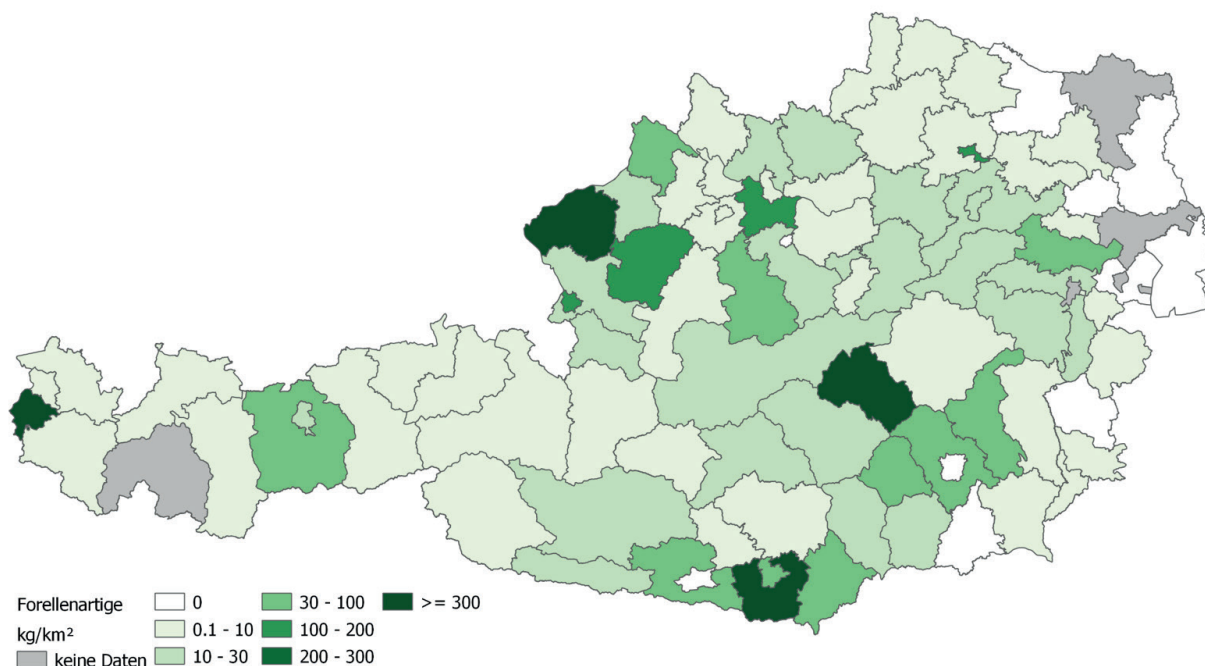 Forellenartige 0 30 - 100 >= 300
kg/km² 0.1 - 10 100 - 200
keine Daten 10 - 30 200 - 300